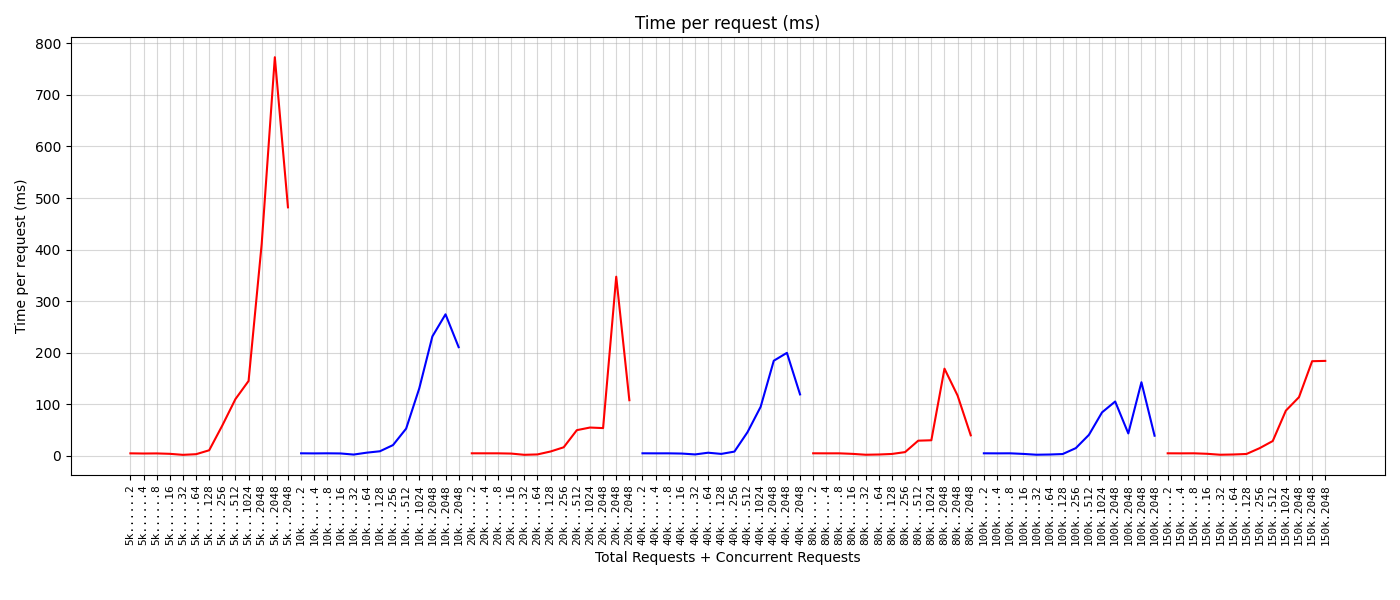 Time per request (ms)
Time per request (ms)
800
700
600
500
400
300
200
100
0
5k......2
5k......4
5k......8
5k.....16
5k.....32
5k.....64
5k....128
5k....256
5k....512
5k...1024
5k...2048
5k...2048
5k...2048
10k.....2
10k.....4
10k.....8
10k....16
10k....32
10k....64
10k...128
10k...256
10k...512
10k..1024
10k..2048
10k..2048
10k..2048
20k.....2
20k.....4
20k.....8
20k....16
20k....32
20k....64
20k...128
20k...256
20k...512
20k..1024
20k..2048
20k..2048
20k..2048
40k.....2
40k.....4
40k.....8
40k....16
40k....32
40k....64
40k...128
40k...256
40k...512
40k..1024
40k..2048
40k..2048
40k..2048
80k.....2
80k.....4
80k.....8
80k....16
80k....32
80k....64
80k...128
80k...256
80k...512
80k..1024
80k..2048
80k..2048
80k..2048
100k....2
100k....4
100k....8
100k...16
100k...32
100k...64
100k..128
100k..256
100k..512
100k.1024
100k.2048
100k.2048
100k.2048
100k.2048
150k....2
150k....4
150k....8
150k...16
150k...32
150k...64
150k..128
150k..256
150k..512
150k.1024
150k.2048
150k.2048
150k.2048
Total Requests + Concurrent Requests